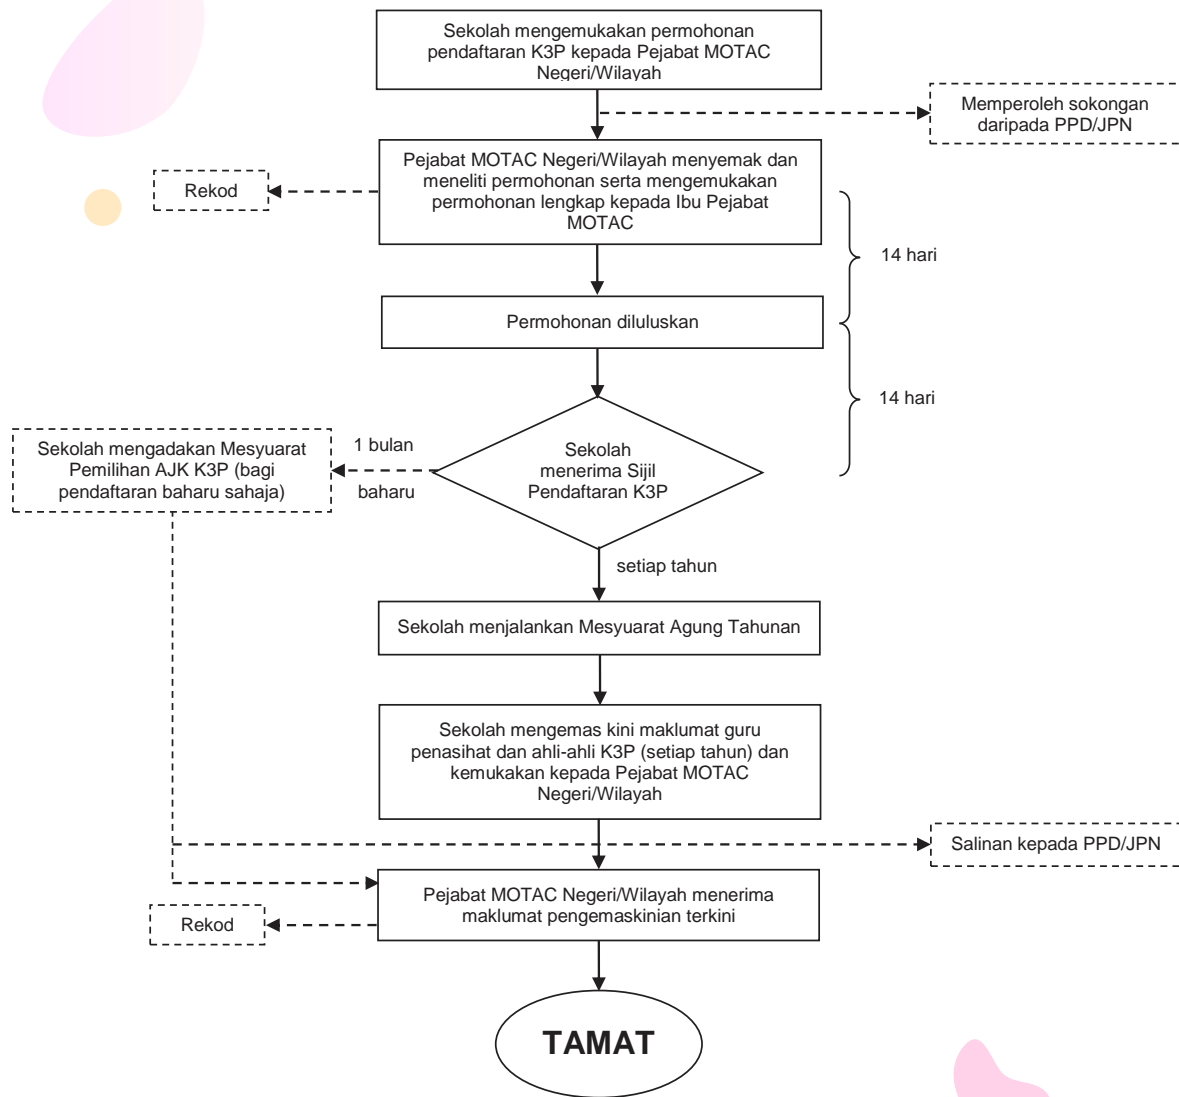 Sekolah mengemukakan permohonan
pendaftaran K3P kepada Pejabat MOTAC
Negeri/Wilayah
Memperoleh sokongan
daripada PPD/JPN
Pejabat MOTAC Negeri/Wilayah menyemak dan
meneliti permohonan serta mengemukakan
permohonan lengkap kepada Ibu Pejabat
MOTAC
Rekod
14 hari
Permohonan diluluskan
14 hari
Sekolah
menerima Sijil
Pendaftaran K3P
1 bulan
baharu
Sekolah mengadakan Mesyuarat
Pemilihan AJK K3P (bagi
pendaftaran baharu sahaja)
setiap tahun
Sekolah menjalankan Mesyuarat Agung Tahunan
Sekolah mengemas kini maklumat guru
penasihat dan ahli-ahli K3P (setiap tahun) dan
kemukakan kepada Pejabat MOTAC
Negeri/Wilayah
Salinan kepada PPD/JPN
Pejabat MOTAC Negeri/Wilayah menerima
maklumat pengemaskinian terkini
Rekod
TAMAT